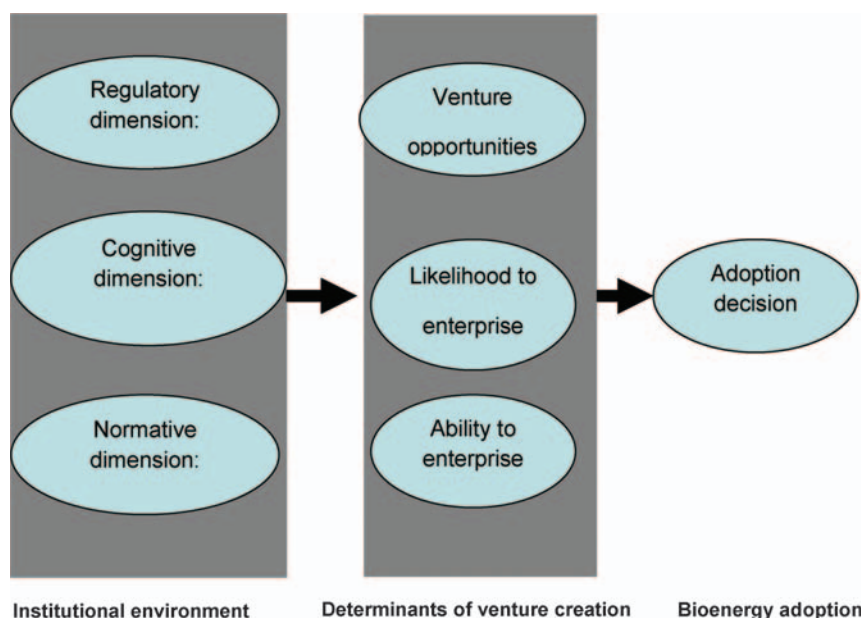 Regulatory
dimension:
Cognitive
dimension:
Normative
dimension:
Venture
opportunities
Likelihood to
enterprise
Ability to
enterprise
Adoption
decision
Institutional environment
Determinants of venture creation
Bioenergy adoption